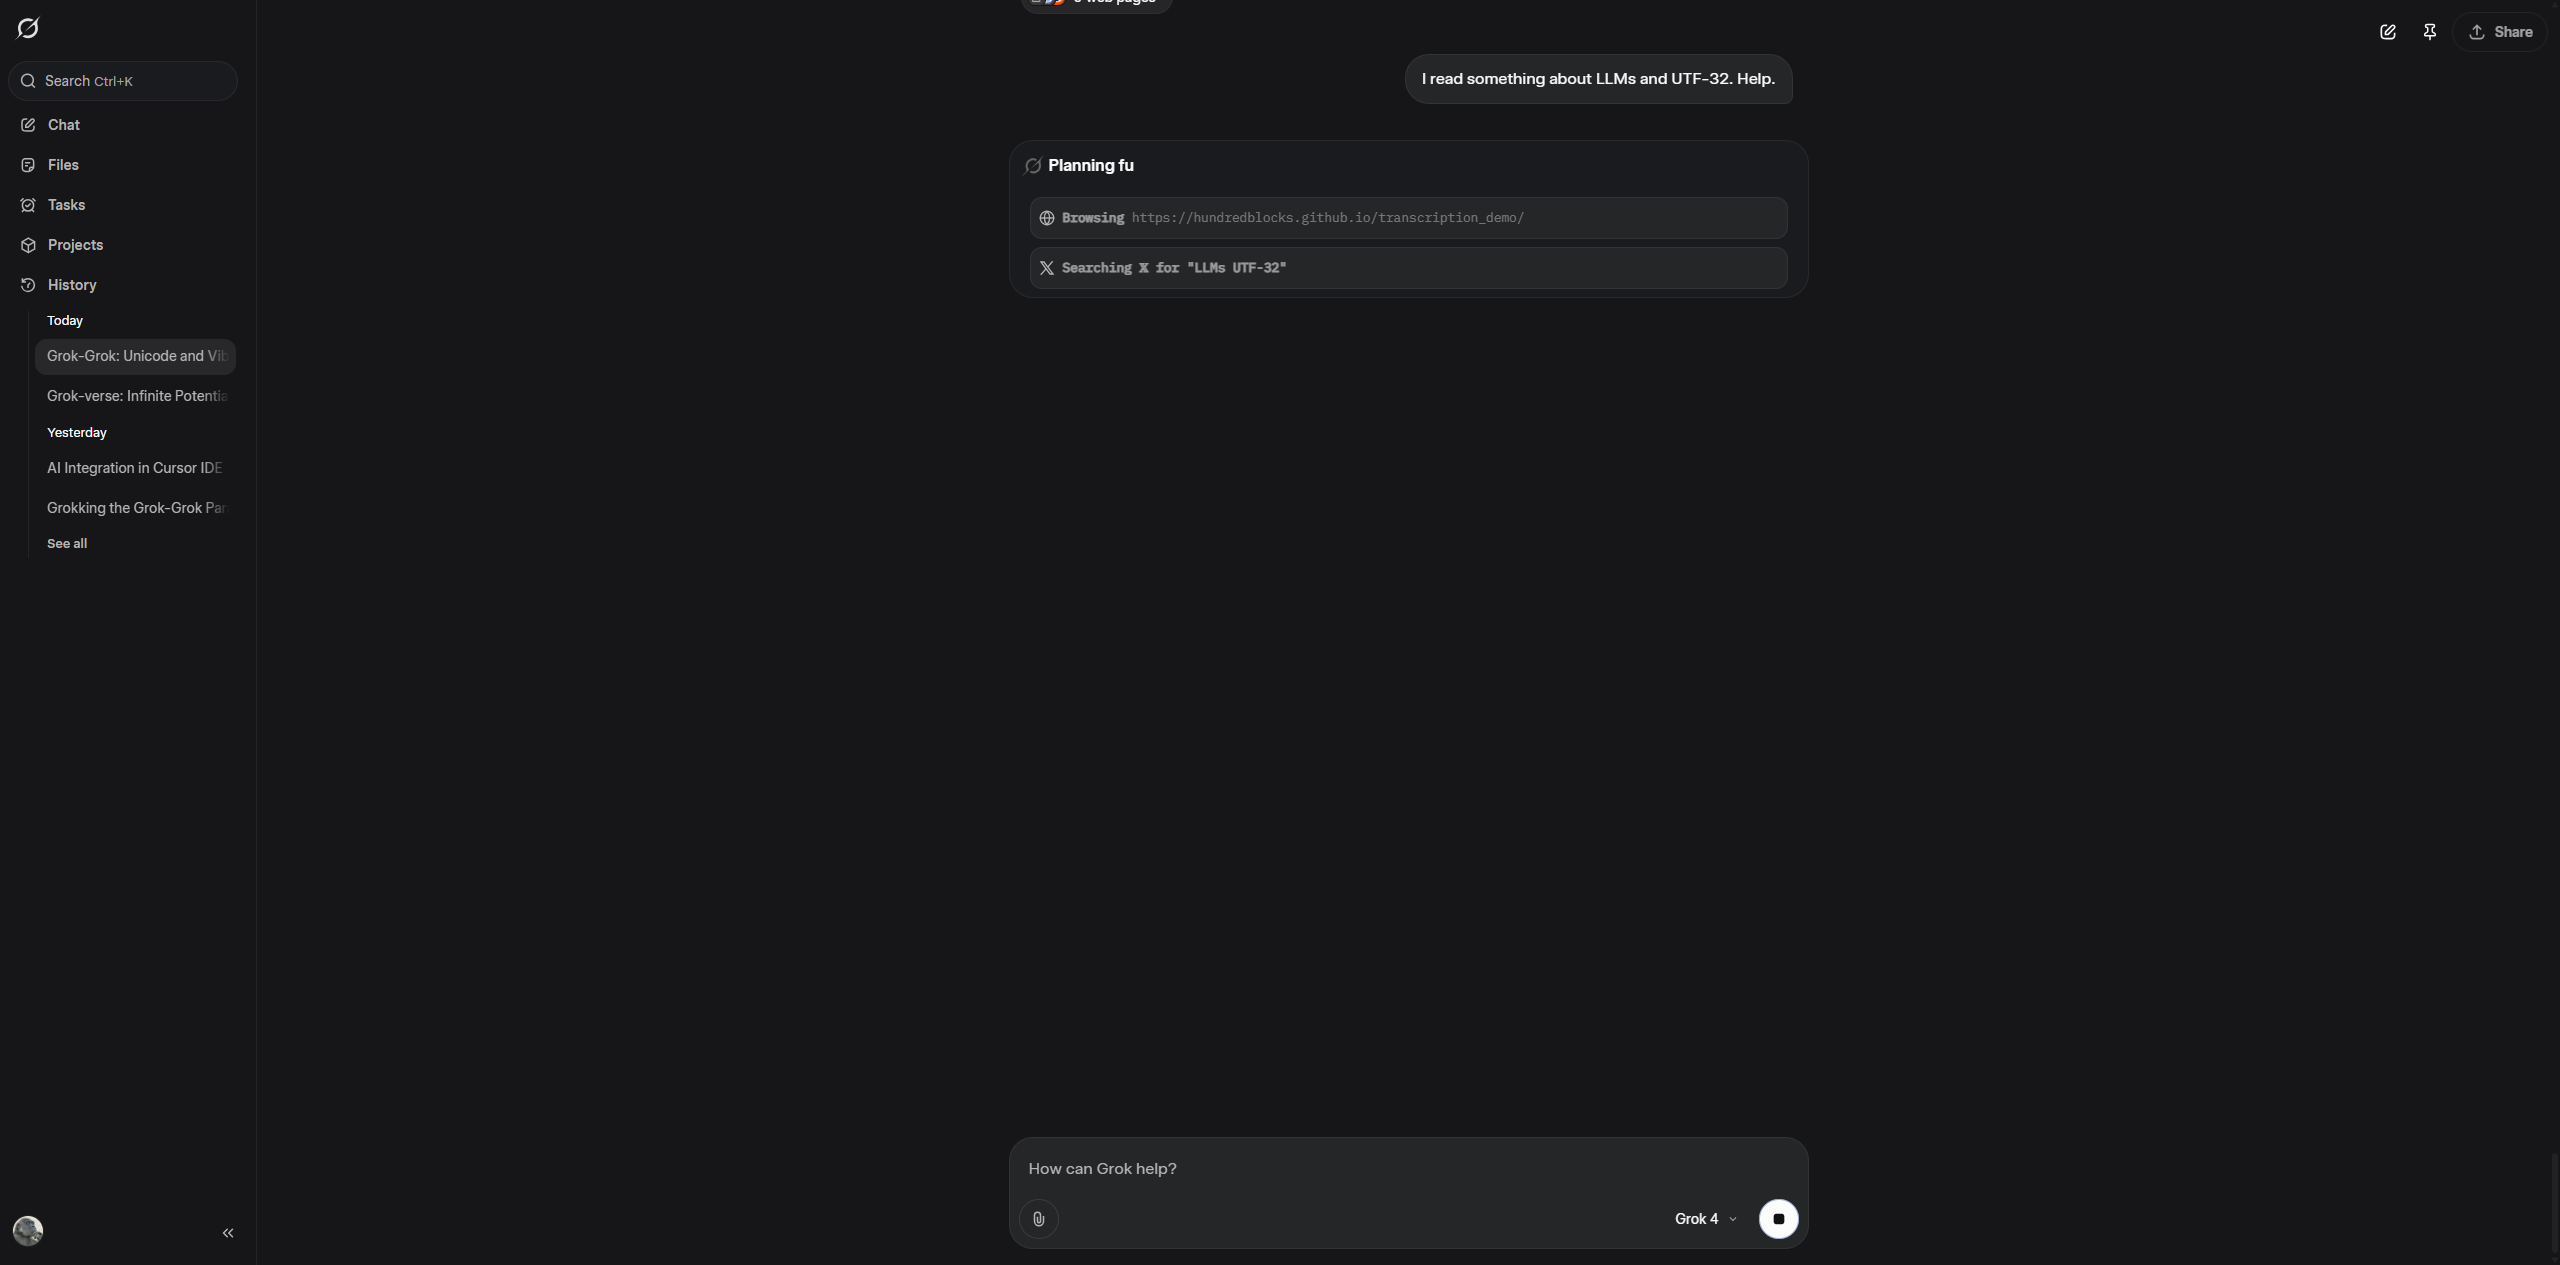 Search Ctrl+K
Chat
Files
Tasks
Projects
History
Today
Grok-Grok: Unicode and Vib
Grok-verse: Infinite Potentia
Yesterday
AI Integration in Cursor IDE
Grokking the Grok-Grok Par
See all
web pages
Share
I read something about LLMs and UTF-32. Help.
Planning fu
Browsing https://hundredblocks.github.io/transcription_demo/
Searching X for "LLMs UTF-32"
How can Grok help?
Grok 4